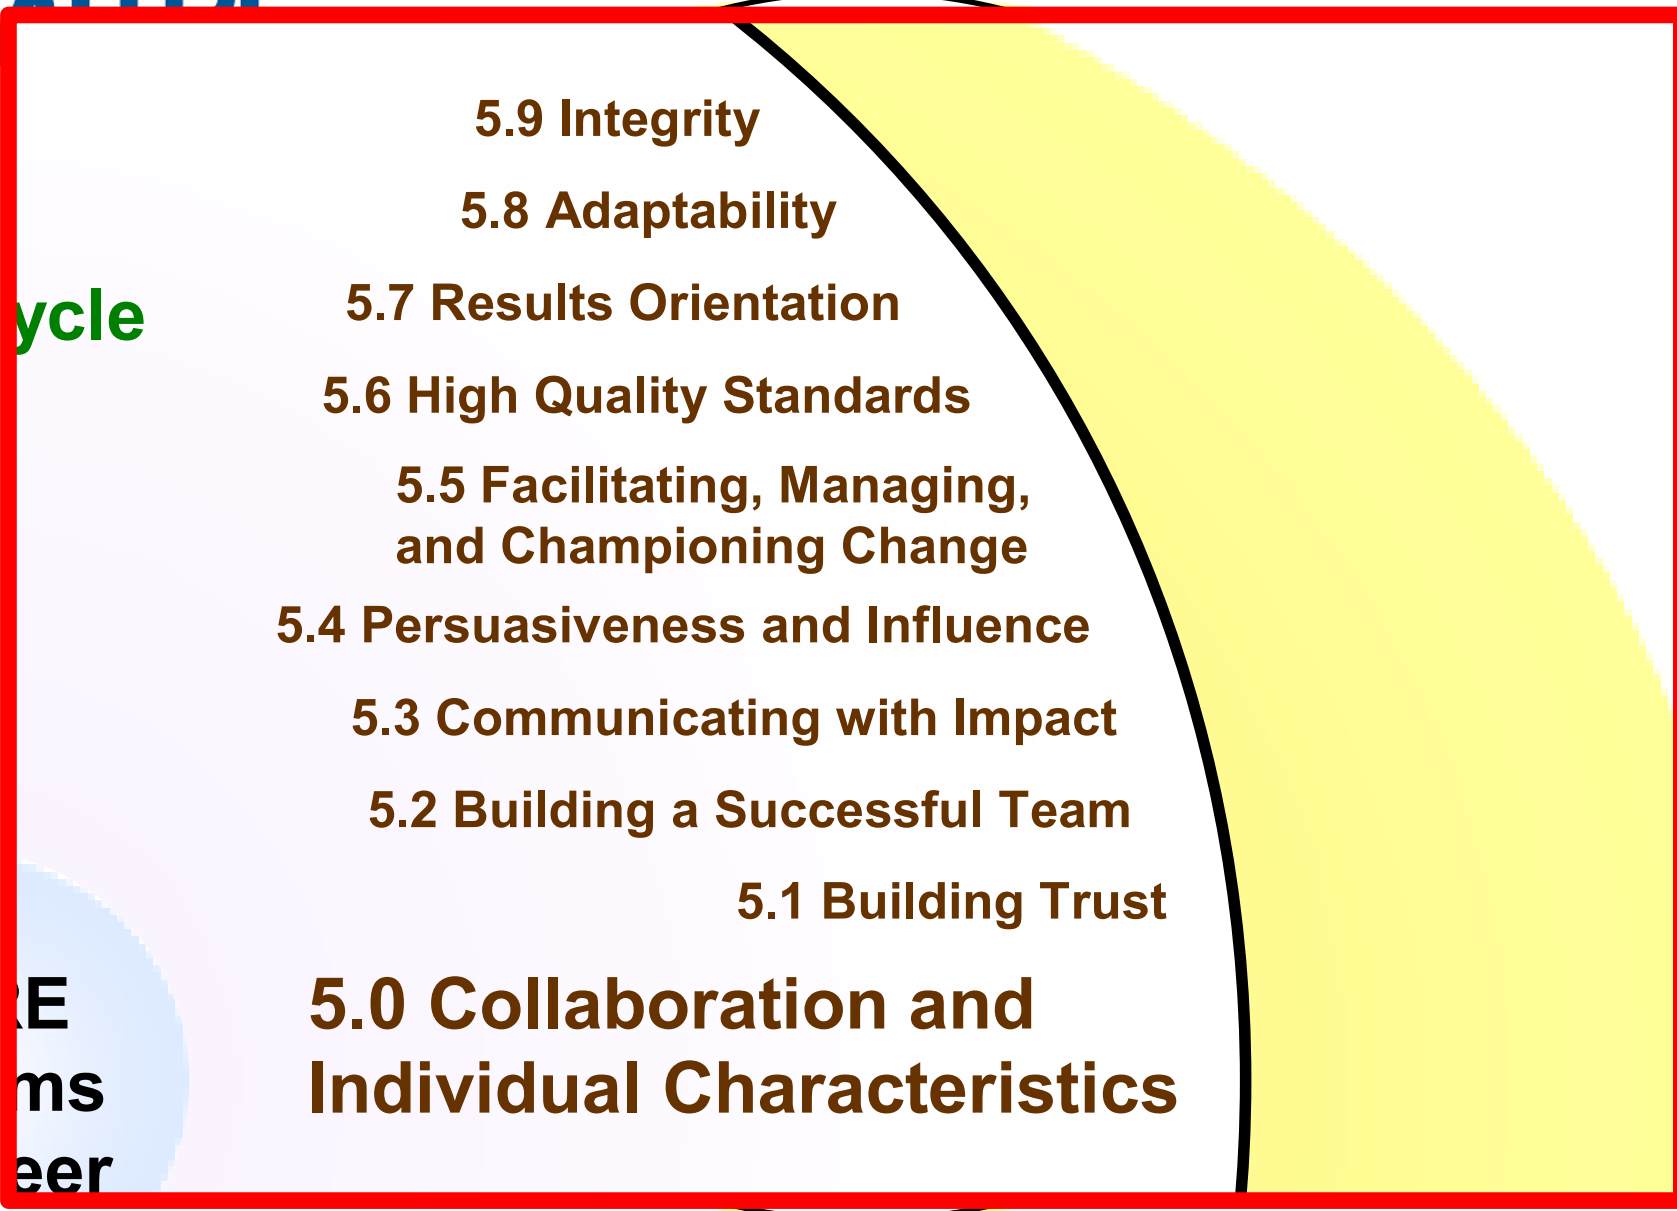 5.9 Integrity
5.8 Adaptability
ycle
5.7 Results Orientation
5.6 High Quality Standards
5.5 Facilitating, Managing,
and Championing Change
5.4 Persuasiveness and Influence
5.3 Communicating with Impact
5.2 Building a Successful Team
5.1 Building Trust
5.0 Collaboration and
Individual Characteristics
RE
ms
eer